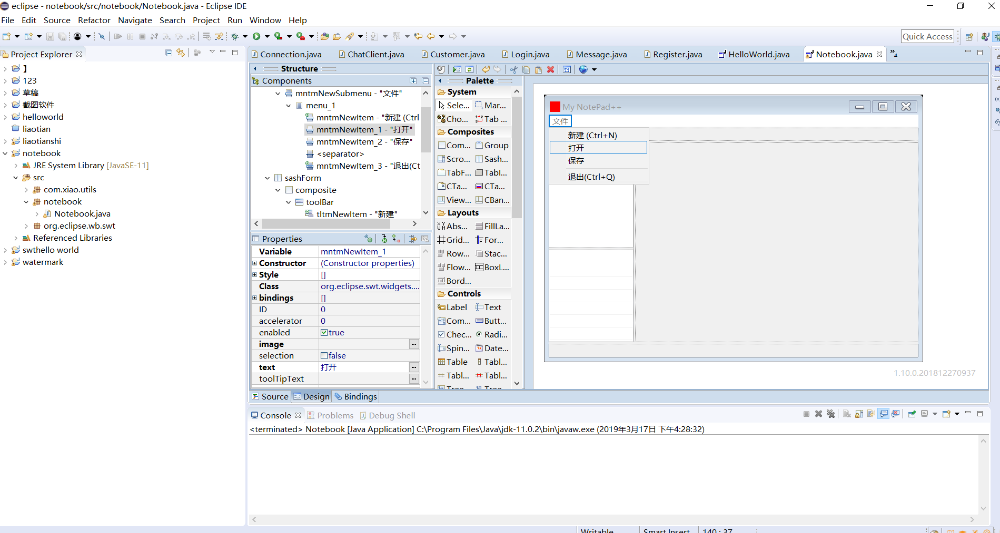 eclipse - notebook/src/notebook/Notebook.java - Eclipse IDE
File Edit Source Refactor Navigate Search Project Run Window Help
Quick Access
Project Explorer
】
123
草稿
截图软件
helloworld
liaotian
liaotianshi
notebook
JRE System Library [JavaSE-11]
src
com.xiao.utils
notebook
Notebook.java
org.eclipse.wb.swt
Referenced Libraries
swthello world
watermark
Connection.java ChatClient.java Customer.java Login.java Message.java Register.java HelloWorld.java Notebook.java
Structure
Components
mntmNewSubmenu - "文件"
menu_1
mntmNewItem - "新建 (Ctrl
mntmNewItem_1 - "打开"
mntmNewItem_2 - "保存"
<separator>
mntmNewItem_3 - "退出(Ct
sashForm
composite
toolBar
tltmNewItem - "新建"
Properties
Variable mntmNewItem_1
Constructor (Constructor properties)
Style []
Class org.eclipse.swt.widgets....
bindings []
ID 0
accelerator 0
enabled true
image
selection false
text 打开
toolTipText
Palette
System
Sele... Mar...
Cho... Tab ...
Composites
Com... Group
Scro... Sash...
TabF... TabI...
CTa... CTa...
View... CBan...
Layouts
Abs... FillLa...
Grid... For...
Row... Stac...
Flow... BoxL...
Bord...
Controls
Label Text
Com... Butt...
Chec... Radi...
Spin... Date...
Table Tabl...
Tabl... Tabl...
Tree... Tree...
My NotePad++
文件
新建 (Ctrl+N)
打开
保存
退出(Ctrl+Q)
1.10.0.201812270937
Source Design Bindings
Console Problems Debug Shell
<terminated> Notebook [Java Application] C:\Program Files\Java\jdk-11.0.2\bin\javaw.exe (2019年3月17日 下午4:28:32)
Writable Smart Insert 140 : 37